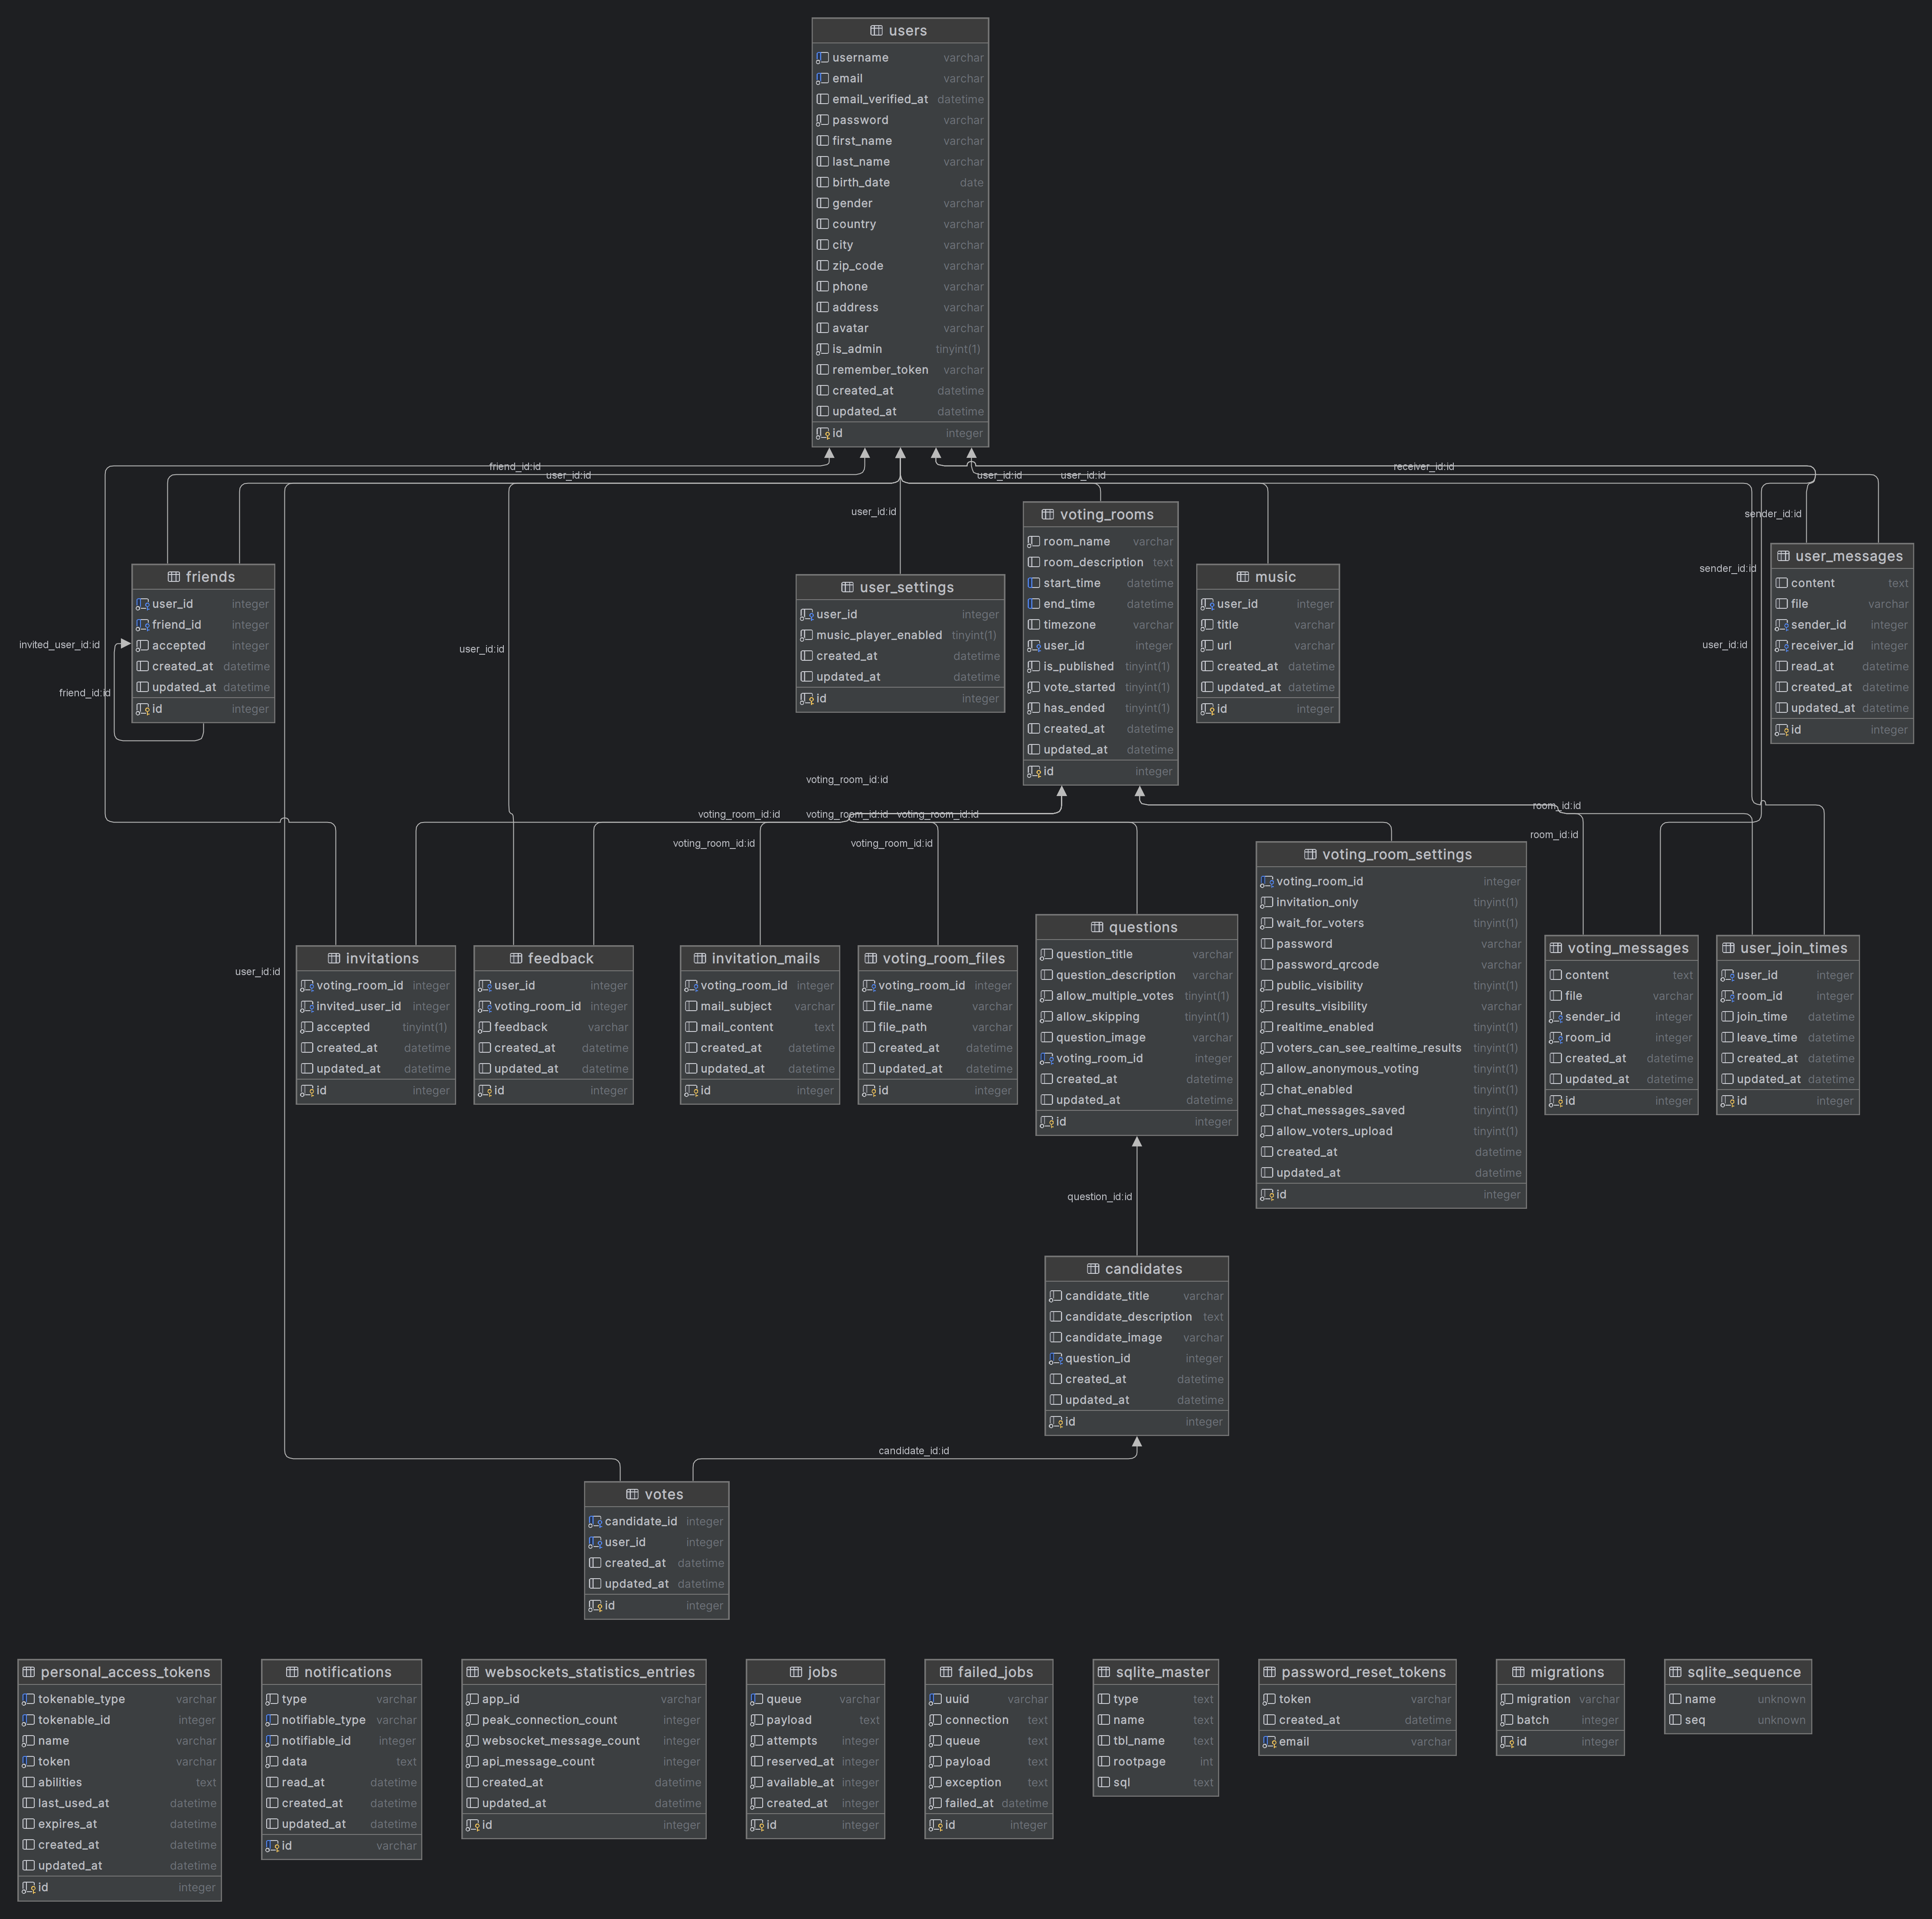 users
username varchar
email varchar
email_verified_at datetime
password varchar
first_name varchar
last_name varchar
birth_date date
gender varchar
country varchar
city varchar
zip_code varchar
phone varchar
address varchar
avatar varchar
is_admin tinyint(1)
remember_token varchar
created_at datetime
updated_at datetime
id integer
friend_id:id
user_id:id
user_id:id
user_id:id
receiver_id:id
user_id:id
sender_id:id
sender_id:id
user_id:id
user_id:id
invited_user_id:id
friend_id:id
friends
user_id integer
friend_id integer
accepted integer
created_at datetime
updated_at datetime
id integer
user_settings
user_id integer
music_player_enabled tinyint(1)
created_at datetime
updated_at datetime
id integer
voting_rooms
room_name varchar
room_description text
start_time datetime
end_time datetime
timezone varchar
user_id integer
is_published tinyint(1)
vote_started tinyint(1)
has_ended tinyint(1)
created_at datetime
updated_at datetime
id integer
music
user_id integer
title varchar
url varchar
created_at datetime
updated_at datetime
id integer
user_messages
content text
file varchar
sender_id integer
receiver_id integer
read_at datetime
created_at datetime
updated_at datetime
id integer
voting_room_id:id
voting_room_id:id
voting_room_id:id
voting_room_id:id
voting_room_id:id
voting_room_id:id
room_id:id
room_id:id
user_id:id
invitations
voting_room_id integer
invited_user_id integer
accepted tinyint(1)
created_at datetime
updated_at datetime
id integer
feedback
user_id integer
voting_room_id integer
feedback varchar
created_at datetime
updated_at datetime
id integer
invitation_mails
voting_room_id integer
mail_subject varchar
mail_content text
created_at datetime
updated_at datetime
id integer
voting_room_files
voting_room_id integer
file_name varchar
file_path varchar
created_at datetime
updated_at datetime
id integer
questions
question_title varchar
question_description varchar
allow_multiple_votes tinyint(1)
allow_skipping tinyint(1)
question_image varchar
voting_room_id integer
created_at datetime
updated_at datetime
id integer
voting_room_settings
voting_room_id integer
invitation_only tinyint(1)
wait_for_voters tinyint(1)
password varchar
password_qrcode varchar
public_visibility tinyint(1)
results_visibility varchar
realtime_enabled tinyint(1)
voters_can_see_realtime_results tinyint(1)
allow_anonymous_voting tinyint(1)
chat_enabled tinyint(1)
chat_messages_saved tinyint(1)
allow_voters_upload tinyint(1)
created_at datetime
updated_at datetime
id integer
voting_messages
content text
file varchar
sender_id integer
room_id integer
created_at datetime
updated_at datetime
id integer
user_join_times
user_id integer
room_id integer
join_time datetime
leave_time datetime
created_at datetime
updated_at datetime
id integer
question_id:id
candidates
candidate_title varchar
candidate_description text
candidate_image varchar
question_id integer
created_at datetime
updated_at datetime
id integer
candidate_id:id
votes
candidate_id integer
user_id integer
created_at datetime
updated_at datetime
id integer
personal_access_tokens
tokenable_type varchar
tokenable_id integer
name varchar
token varchar
abilities text
last_used_at datetime
expires_at datetime
created_at datetime
updated_at datetime
id integer
notifications
type varchar
notifiable_type varchar
notifiable_id integer
data text
read_at datetime
created_at datetime
updated_at datetime
id varchar
websockets_statistics_entries
app_id varchar
peak_connection_count integer
websocket_message_count integer
api_message_count integer
created_at datetime
updated_at datetime
id integer
jobs
queue varchar
payload text
attempts integer
reserved_at integer
available_at integer
created_at integer
id integer
failed_jobs
uuid varchar
connection text
queue text
payload text
exception text
failed_at datetime
id integer
sqlite_master
type text
name text
tbl_name text
rootpage int
sql text
password_reset_tokens
token varchar
created_at datetime
email varchar
migrations
migration varchar
batch integer
id integer
sqlite_sequence
name unknown
seq unknown